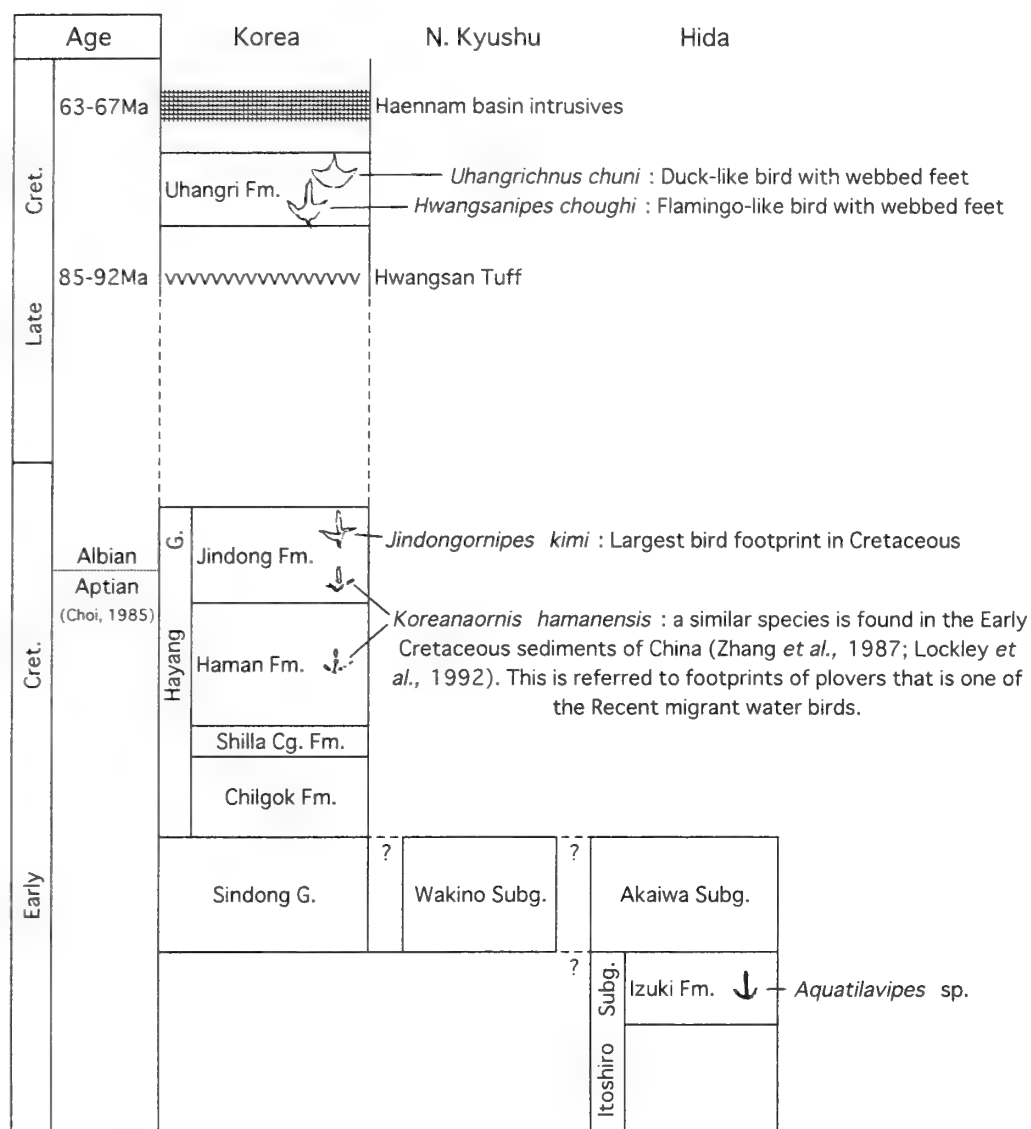 Age Korea N. Kyushu Hida
63-67Ma Haennam basin intrusives
Cret.
Uhangri Fm. Uhangrichnus chuni : Duck-like bird with webbed feet
Hwangsanipes choughi : Flamingo-like bird with webbed feet
85-92Ma Hwangsan Tuff
Late
G.
Jindong Fm. Jindongornipes kimi : Largest bird footprint in Cretaceous
Albian
Aptian
(Choi, 1985)
Cret.
Hayang
Haman Fm.
Koreanaornis hamanensis : a similar species is found in the Early
Cretaceous sediments of China (Zhang et al., 1987; Lockley et
al., 1992). This is referred to footprints of plovers that is one of
the Recent migrant water birds.
Shilla Cg. Fm.
Chilgok Fm.
? ?
Early
Sindong G. Wakino Subg. Akaiwa Subg.
?
Subg.
Izuki Fm. Aquatilavipes sp.
Itoshiro